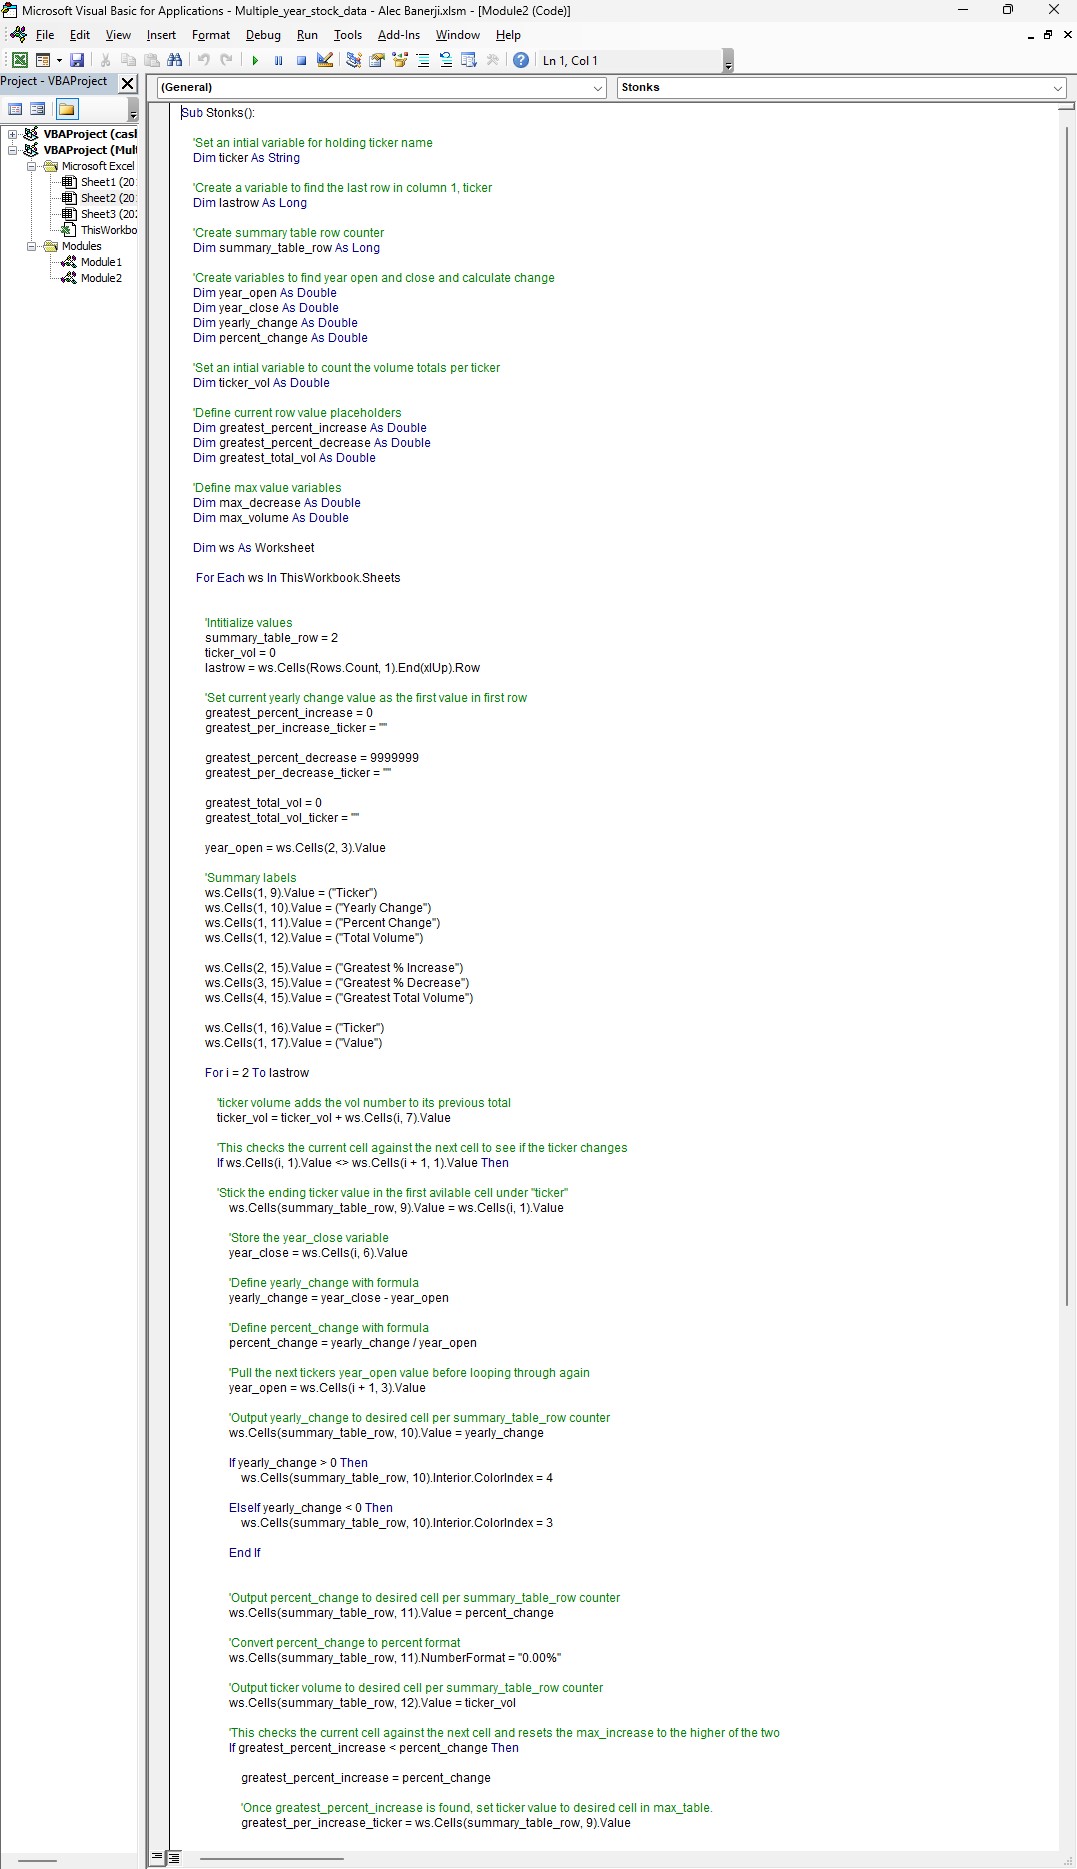 Microsoft Visual Basic for Applications - Multiple_year_stock_data - Alec Banerji.xlsm - [Module2 (Code)]
File Edit View Insert Format Debug Run Tools Add-Ins Window Help
Ln 1, Col 1
Project - VBAProject
(General)
Stonks
VBAProject (cas
VBAProject (Mul
Microsoft Excel
Sheet1 (20
Sheet2 (20
Sheet3 (20
ThisWorkbo
Modules
Module1
Module2
Sub Stonks():
'Set an intial variable for holding ticker name
Dim ticker As String
'Create a variable to find the last row in column 1, ticker
Dim lastrow As Long
'Create summary table row counter
Dim summary_table_row As Long
'Create variables to find year open and close and calculate change
Dim year_open As Double
Dim year_close As Double
Dim yearly_change As Double
Dim percent_change As Double
'Set an intial variable to count the volume totals per ticker
Dim ticker_vol As Double
'Define current row value placeholders
Dim greatest_percent_increase As Double
Dim greatest_percent_decrease As Double
Dim greatest_total_vol As Double
'Define max value variables
Dim max_decrease As Double
Dim max_volume As Double
Dim ws As Worksheet
For Each ws In ThisWorkbook.Sheets
'Intitialize values
summary_table_row = 2
ticker_vol = 0
lastrow = ws.Cells(Rows.Count, 1).End(xlUp).Row
'Set current yearly change value as the first value in first row
greatest_percent_increase = 0
greatest_per_increase_ticker = ""
greatest_percent_decrease = 9999999
greatest_per_decrease_ticker = ""
greatest_total_vol = 0
greatest_total_vol_ticker = ""
year_open = ws.Cells(2, 3).Value
'Summary labels
ws.Cells(1, 9).Value = ("Ticker")
ws.Cells(1, 10).Value = ("Yearly Change")
ws.Cells(1, 11).Value = ("Percent Change")
ws.Cells(1, 12).Value = ("Total Volume")
ws.Cells(2, 15).Value = ("Greatest % Increase")
ws.Cells(3, 15).Value = ("Greatest % Decrease")
ws.Cells(4, 15).Value = ("Greatest Total Volume")
ws.Cells(1, 16).Value = ("Ticker")
ws.Cells(1, 17).Value = ("Value")
For i = 2 To lastrow
'ticker volume adds the vol number to its previous total
ticker_vol = ticker_vol + ws.Cells(i, 7).Value
'This checks the current cell against the next cell to see if the ticker changes
If ws.Cells(i, 1).Value <> ws.Cells(i + 1, 1).Value Then
'Stick the ending ticker value in the first avilable cell under "ticker"
ws.Cells(summary_table_row, 9).Value = ws.Cells(i, 1).Value
'Store the year_close variable
year_close = ws.Cells(i, 6).Value
'Define yearly_change with formula
yearly_change = year_close - year_open
'Define percent_change with formula
percent_change = yearly_change / year_open
'Pull the next tickers year_open value before looping through again
year_open = ws.Cells(i + 1, 3).Value
'Output yearly_change to desired cell per summary_table_row counter
ws.Cells(summary_table_row, 10).Value = yearly_change
If yearly_change > 0 Then
ws.Cells(summary_table_row, 10).Interior.ColorIndex = 4
ElseIf yearly_change < 0 Then
ws.Cells(summary_table_row, 10).Interior.ColorIndex = 3
End If
'Output percent_change to desired cell per summary_table_row counter
ws.Cells(summary_table_row, 11).Value = percent_change
'Convert percent_change to percent format
ws.Cells(summary_table_row, 11).NumberFormat = "0.00%"
'Output ticker volume to desired cell per summary_table_row counter
ws.Cells(summary_table_row, 12).Value = ticker_vol
'This checks the current cell against the next cell and resets the max_increase to the higher of the two
If greatest_percent_increase < percent_change Then
greatest_percent_increase = percent_change
'Once greatest_percent_increase is found, set ticker value to desired cell in max_table.
greatest_per_increase_ticker = ws.Cells(summary_table_row, 9).Value